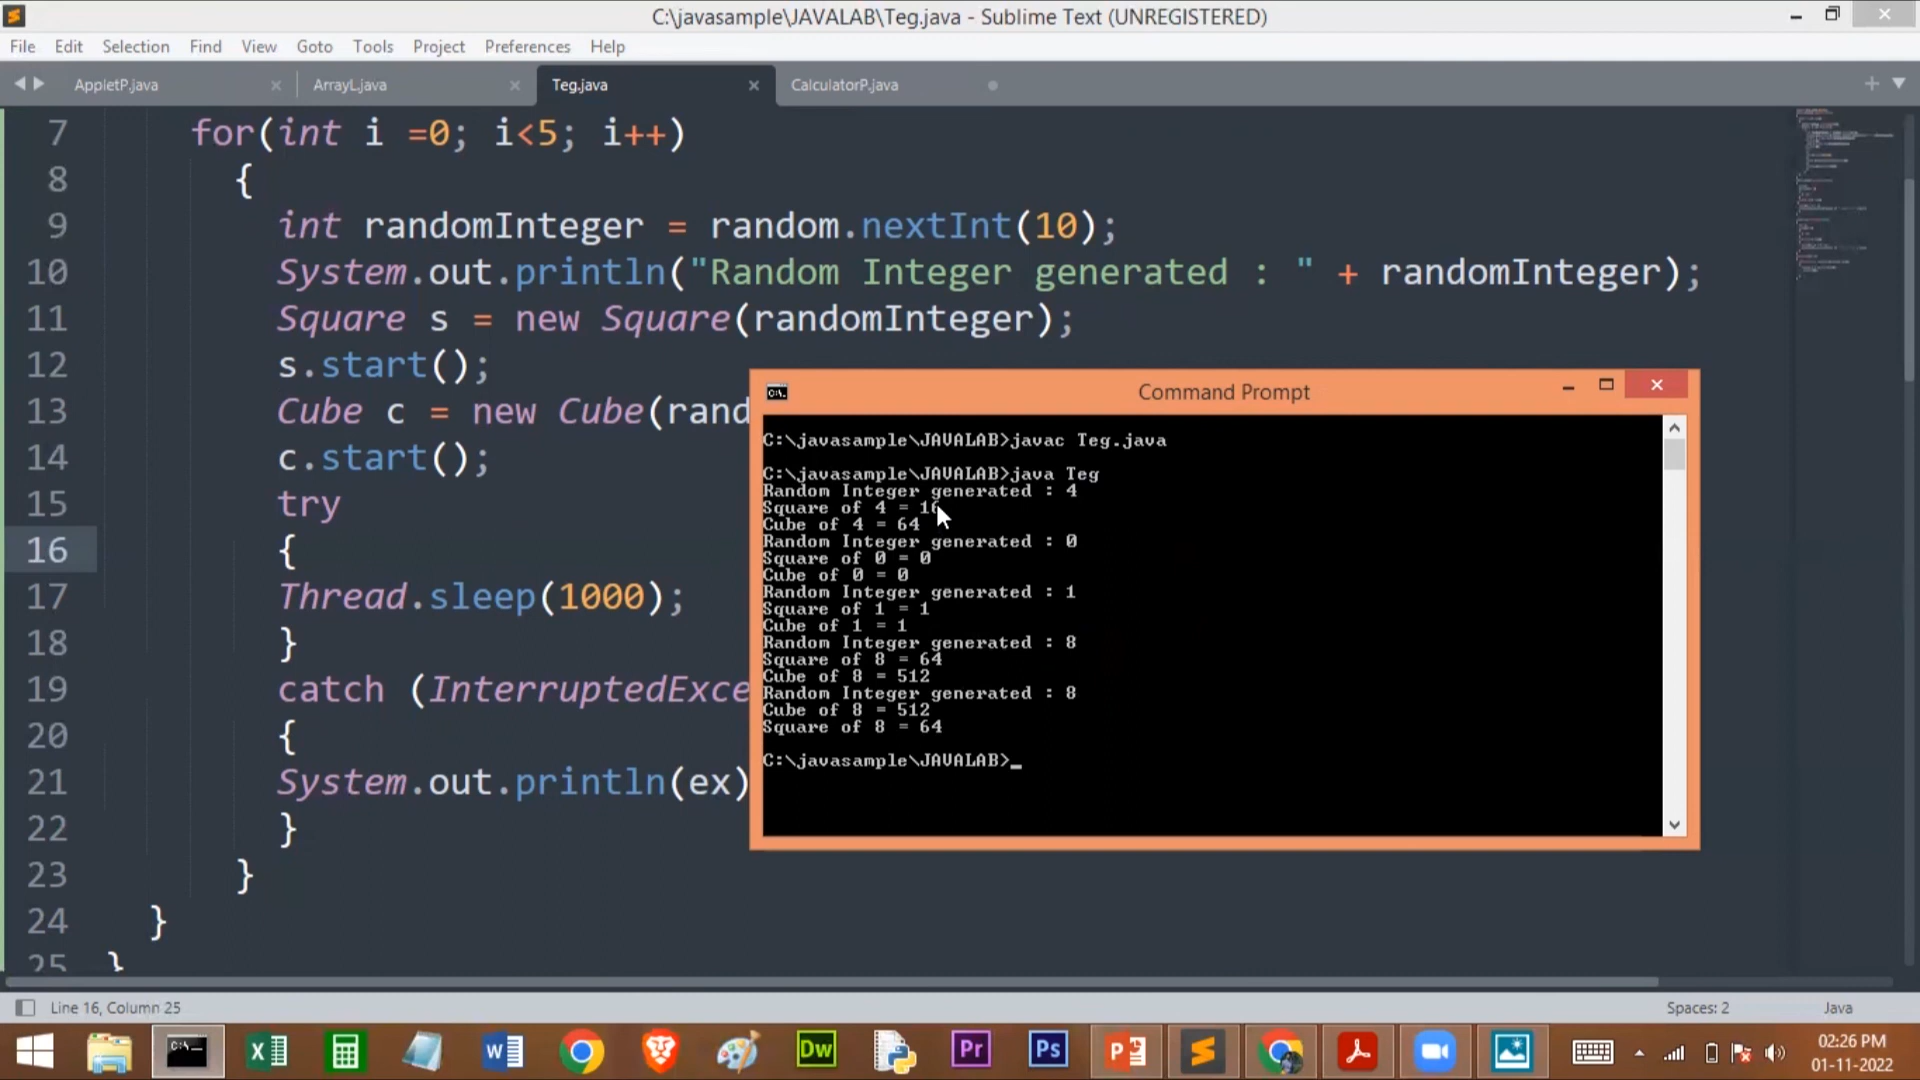 C:\javasample\JAVALAB\Teg.java - Sublime Text (UNREGISTERED)
File Edit Selection Find View Goto Tools Project Preferences Help
AppletP.java ArrayL.java Teg.java CalculatorP.java
7 for(int i =0; i<5; i++)
8 {
9 int randomInteger = random.nextInt(10);
10 System.out.println("Random Integer generated : " + randomInteger);
11 Square s = new Square(randomInteger);
12 s.start();
13 Cube c = new Cube(rand
14 c.start();
15 try
16 {
17 Thread.sleep(1000);
18 }
19 catch (InterruptedExce
20 {
21 System.out.println(ex)
22 }
23 }
24 }
25 }
Command Prompt
C:\javasample\JAVALAB>javac Teg.java
C:\javasample\JAVALAB>java Teg
Random Integer generated : 4
Square of 4 = 16
Cube of 4 = 64
Random Integer generated : 0
Square of 0 = 0
Cube of 0 = 0
Random Integer generated : 1
Square of 1 = 1
Cube of 1 = 1
Random Integer generated : 8
Square of 8 = 64
Cube of 8 = 512
Random Integer generated : 8
Cube of 8 = 512
Square of 8 = 64
C:\javasample\JAVALAB>_
Line 16, Column 25 Spaces: 2 Java
Dw Pr Ps
02:26 PM
01-11-2022